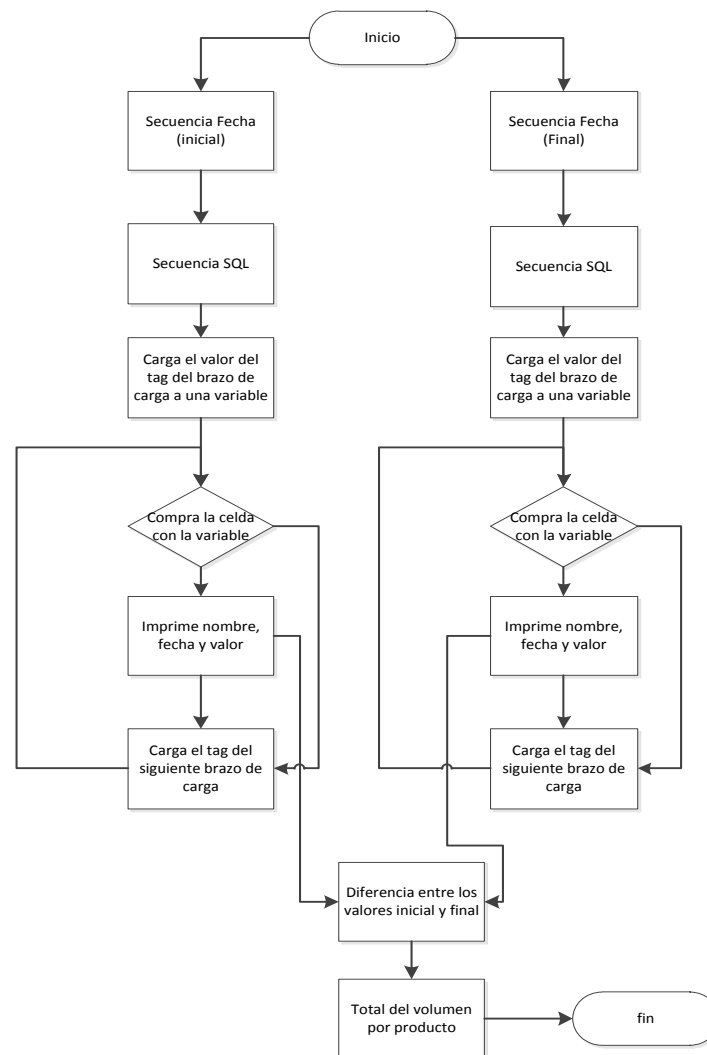 Inicio
Secuencia Fecha
(inicial)
Secuencia Fecha
(Final)
Secuencia SQL
Secuencia SQL
Carga el valor del
tag del brazo de
carga a una variable
Carga el valor del
tag del brazo de
carga a una variable
Compra la celda
con la variable
Compra la celda
con la variable
Imprime nombre,
fecha y valor
Imprime nombre,
fecha y valor
Carga el tag del
siguiente brazo de
carga
Carga el tag del
siguiente brazo de
carga
Diferencia entre los
valores inicial y final
Total del volumen
por producto
fin